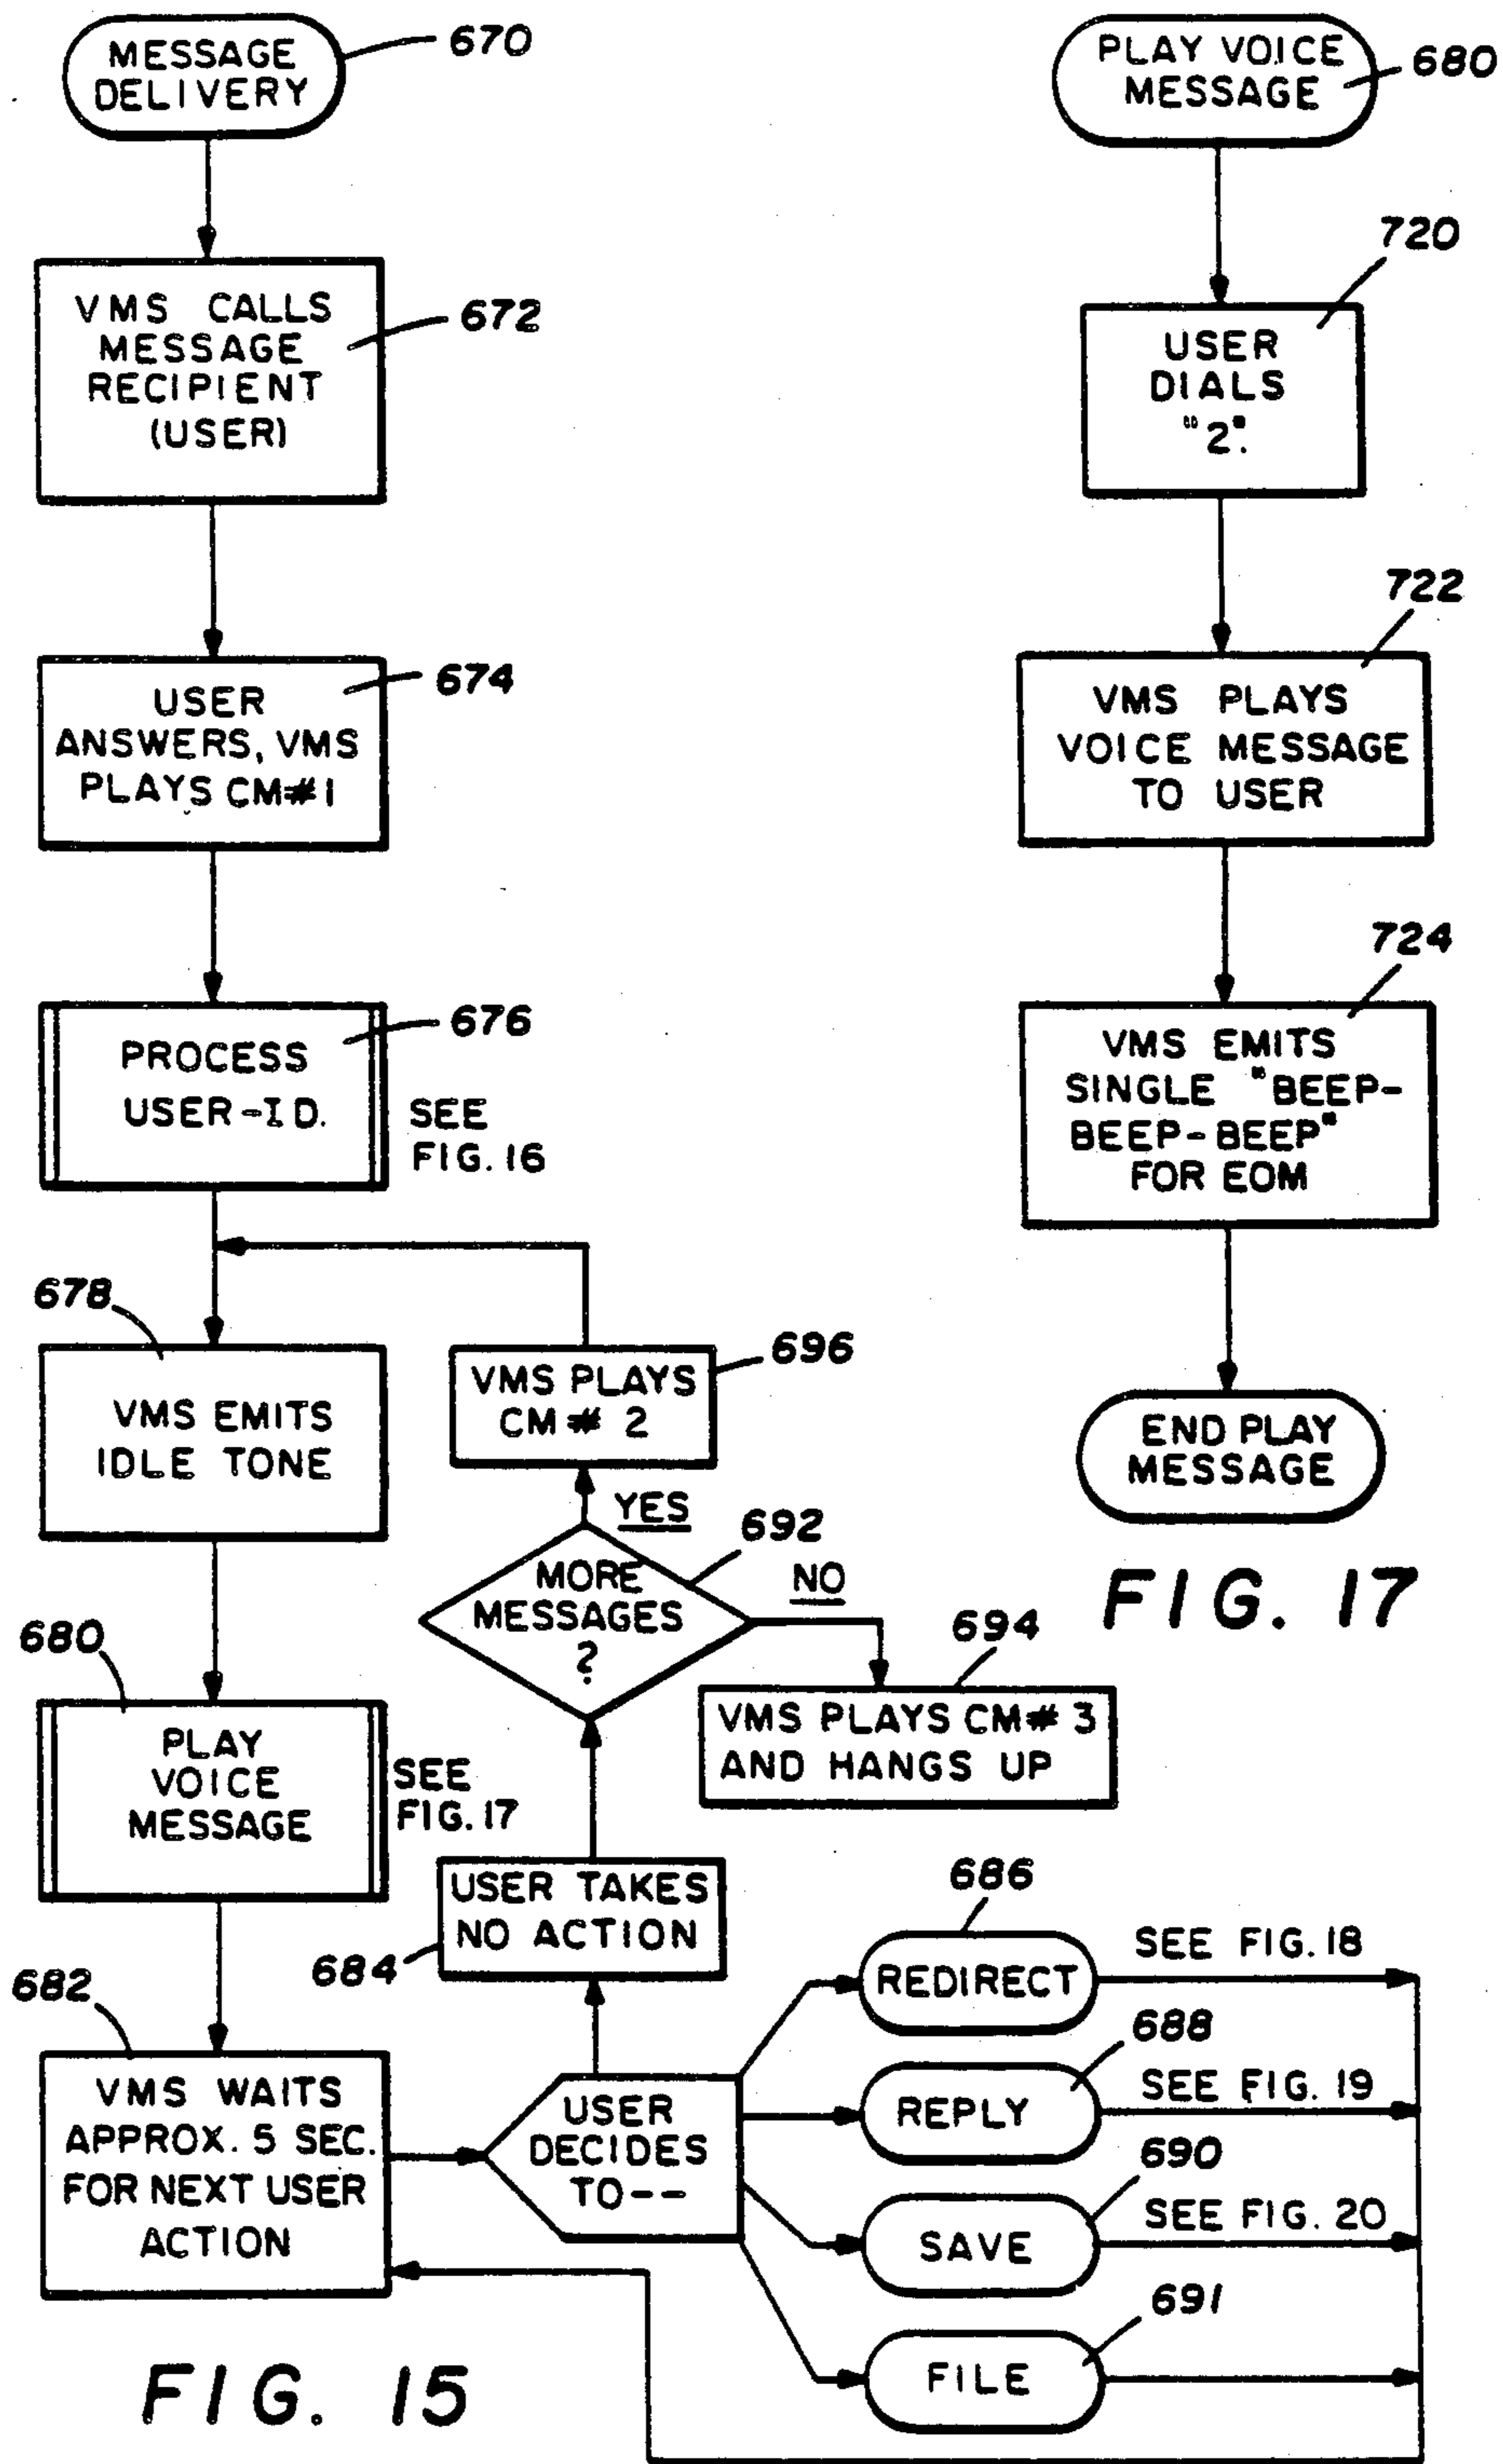 MESSAGE
DELIVERY
670
VMS CALLS
MESSAGE
RECIPIENT
(USER)
672
USER
ANSWERS, VMS
PLAYS CM#1
674
PROCESS
USER-ID.
676
SEE
FIG. 16
678
VMS EMITS
IDLE TONE
VMS PLAYS
CM # 2
696
YES
MORE
MESSAGES
?
692
NO
694
VMS PLAYS CM# 3
AND HANGS UP
680
PLAY
VOICE
MESSAGE
SEE
FIG. 17
USER TAKES
NO ACTION
684
682
VMS WAITS
APPROX. 5 SEC.
FOR NEXT USER
ACTION
USER
DECIDES
TO--
686
REDIRECT
SEE FIG. 18
688
REPLY
SEE FIG. 19
690
SAVE
SEE FIG. 20
691
FILE
FIG. 15
PLAY VOICE
MESSAGE
680
720
USER
DIALS
"2".
722
VMS PLAYS
VOICE MESSAGE
TO USER
724
VMS EMITS
SINGLE "BEEP-
BEEP-BEEP"
FOR EOM
END PLAY
MESSAGE
FIG. 17